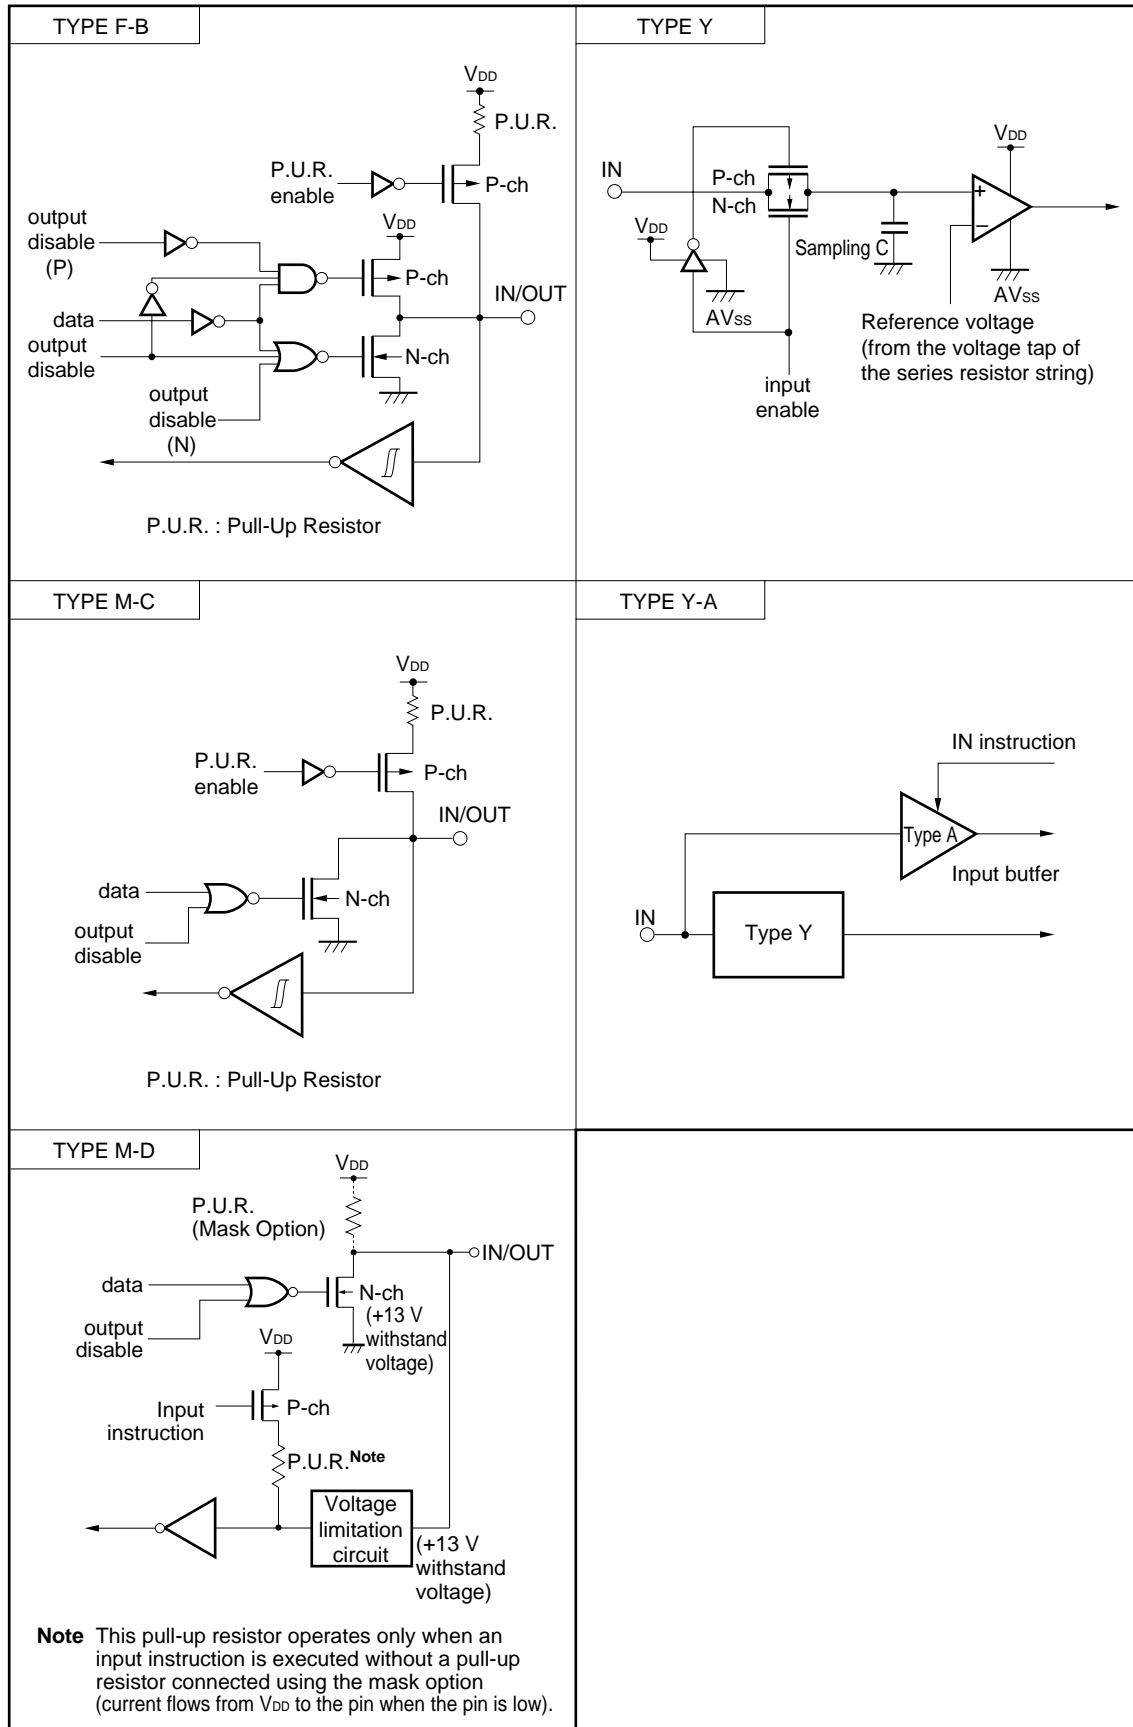 TYPE F-B
VDD
P.U.R.
P.U.R.
enable
P-ch
output
disable
(P)
VDD
P-ch
IN/OUT
data
output
disable
N-ch
output
disable
(N)
P.U.R. : Pull-Up Resistor
TYPE Y
VDD
IN
P-ch
N-ch
+
−
VDD
Sampling C
AVSS
AVSS
Reference voltage
(from the voltage tap of
the series resistor string)
input
enable
TYPE M-C
VDD
P.U.R.
P.U.R.
enable
P-ch
IN/OUT
data
N-ch
output
disable
P.U.R. : Pull-Up Resistor
TYPE Y-A
IN instruction
Type A
Input butfer
IN
Type Y
TYPE M-D
VDD
P.U.R.
(Mask Option)
IN/OUT
data
N-ch
(+13 V
withstand
voltage)
output
disable
VDD
Input
instruction
P-ch
P.U.R.Note
Voltage
limitation
circuit
(+13 V
withstand
voltage)
Note This pull-up resistor operates only when an
input instruction is executed without a pull-up
resistor connected using the mask option
(current flows from VDD to the pin when the pin is low).